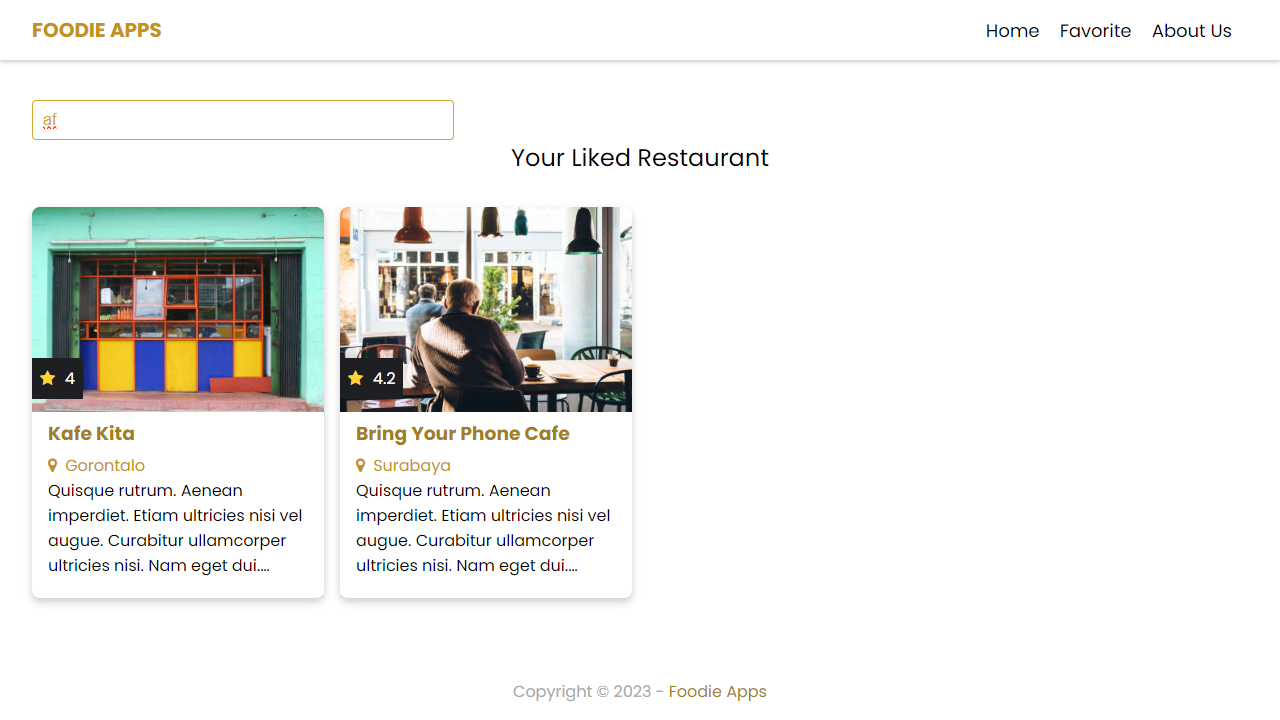 FOODIE APPS
Home Favorite About Us
af
Your Liked Restaurant
4
Kafe Kita
Gorontalo
Quisque rutrum. Aenean
imperdiet. Etiam ultricies nisi vel
augue. Curabitur ullamcorper
ultricies nisi. Nam eget dui....
4.2
Bring Your Phone Cafe
Surabaya
Quisque rutrum. Aenean
imperdiet. Etiam ultricies nisi vel
augue. Curabitur ullamcorper
ultricies nisi. Nam eget dui....
Copyright © 2023 - Foodie Apps